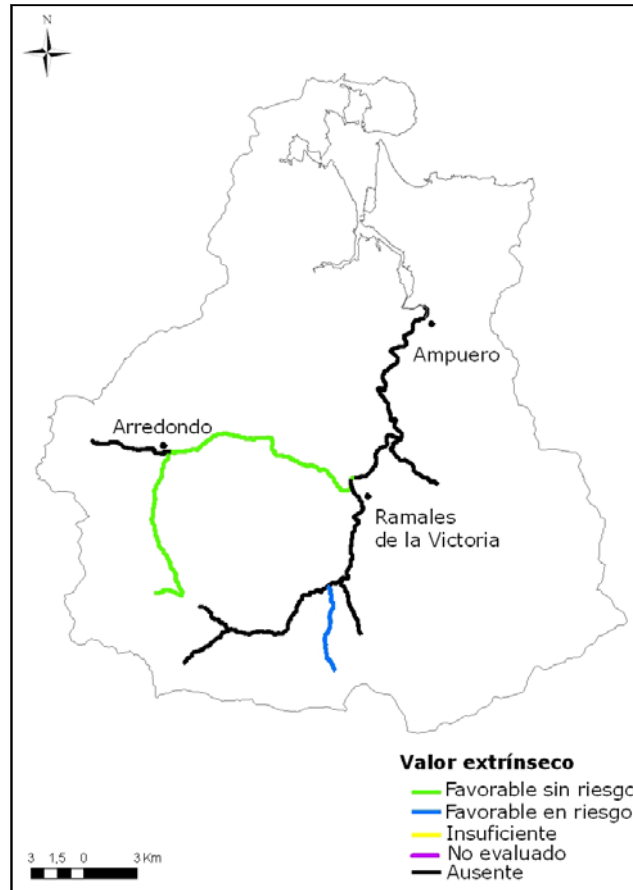 N
Ampuero
Arredondo
Ramales
de la Victoria
Valor extrínseco
Favorable sin riesgo
Favorable en riesgo
Insuficiente
No evaluado
Ausente
3 1,5 0 3 Km